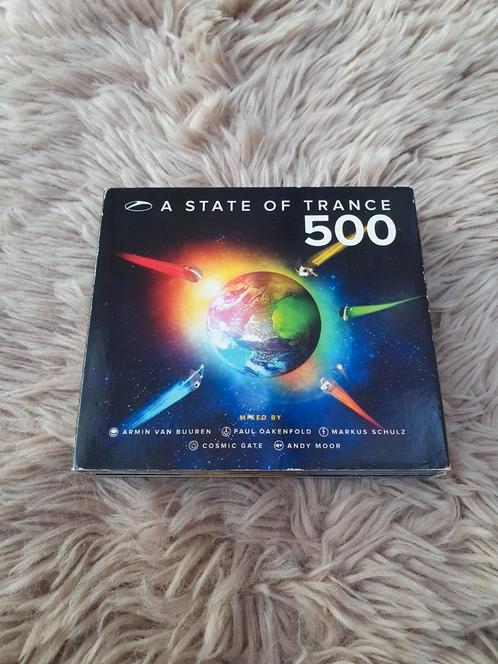 A STATE OF TRANCE
500
MIXED BY
ARMIN VAN BUUREN PAUL OAKENFOLD MARKUS SCHULZ
COSMIC GATE ANDY MOOR